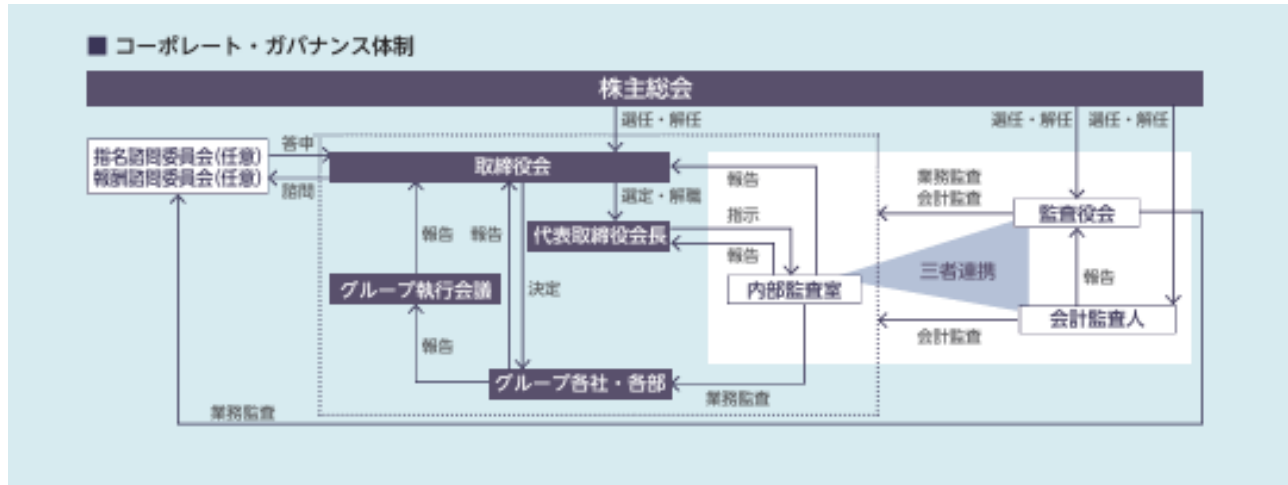 ■ コーポレート・ガバナンス体制
株主総会
選任・解任
選任・解任 選任・解任
指名諮問委員会(任意)
報酬諮問委員会(任意)
答申
諮問
取締役会
報告
業務監査
会計監査
監査役会
選定・解職
指示
代表取締役会長
報告 報告
報告
三者連携
グループ執行会議
決定
内部監査室
報告
会計監査人
会計監査
報告
グループ各社・各部
業務監査
業務監査